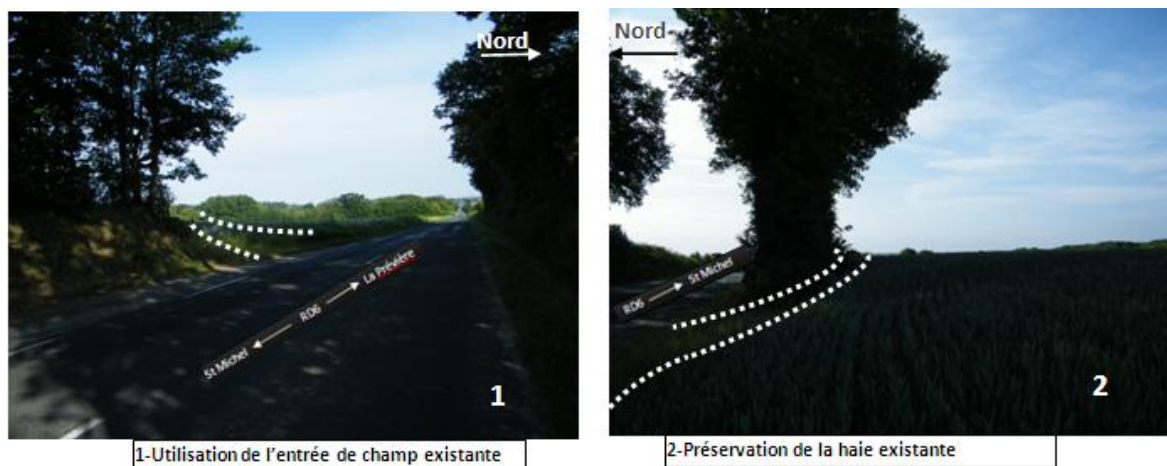 Nord
St Michel
RD6
La Prévière
1
1-Utilisation de l'entrée de champ existante
Nord
RD6
St Michel
2
2-Préservation de la haie existante